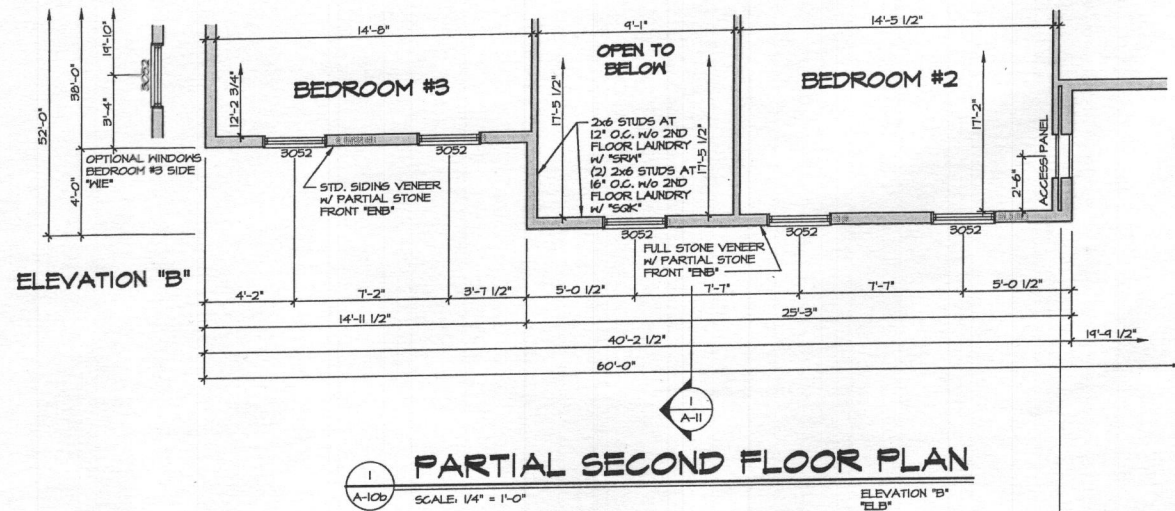 14'-8"
9'-1"
14'-5 1/2"
52'-0"
38'-0"
19'-10"
3052
3'-4"
4'-0"
OPTIONAL WINDOWS
BEDROOM #3 SIDE
"WIE"
12'-2 3/4"
BEDROOM #3
OPEN TO
BELOW
BEDROOM #2
17'-5 1/2"
17'-5 1/2"
17'-2"
2'-6"
ACCESS PANEL
2x6 STUDS AT
12" O.C. W/o 2ND
FLOOR LAUNDRY
W/ "SRW"
(2) 2x6 STUDS AT
16" O.C. W/o 2ND
FLOOR LAUNDRY
W/ "SQK"
3052
3052
STD. SIDING VENEER
W/ PARTIAL STONE
FRONT "ENB"
3052
3052
3052
FULL STONE VENEER
W/ PARTIAL STONE
FRONT "ENB"
ELEVATION "B"
4'-2"
7'-2"
3'-7 1/2"
5'-0 1/2"
7'-7"
7'-7"
5'-0 1/2"
14'-11 1/2"
25'-3"
40'-2 1/2"
19'-9 1/2"
60'-0"
1
A-11
1
A-10b
PARTIAL SECOND FLOOR PLAN
SCALE: 1/4" = 1'-0"
ELEVATION "B"
"ELB"